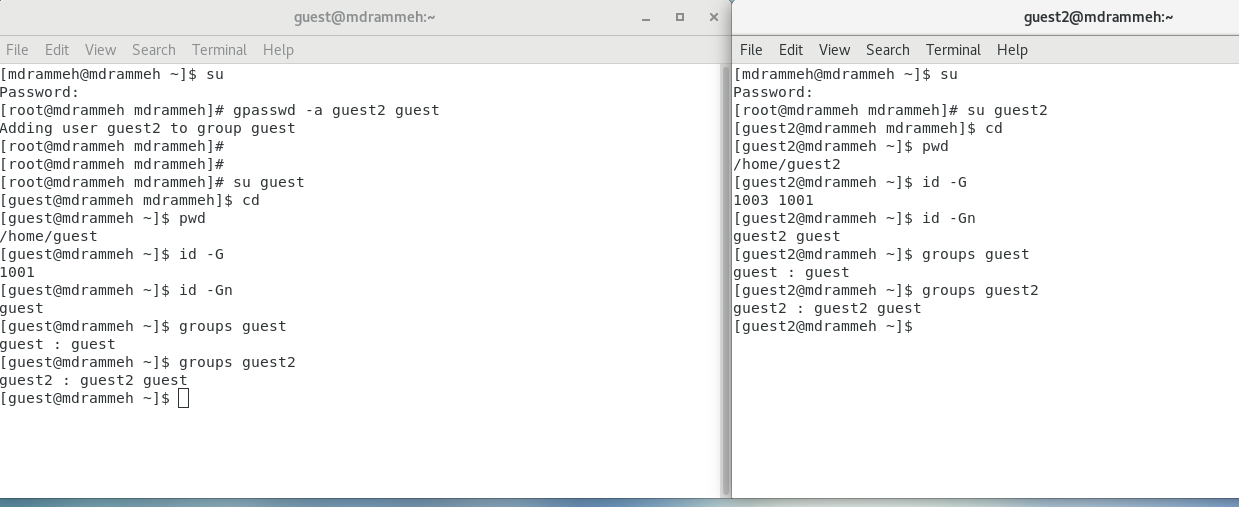 guest@mdrammeh:~
File Edit View Search Terminal Help
[mdrammeh@mdrammeh ~]$ su
Password:
[root@mdrammeh mdrammeh]# gpasswd -a guest2 guest
Adding user guest2 to group guest
[root@mdrammeh mdrammeh]#
[root@mdrammeh mdrammeh]#
[root@mdrammeh mdrammeh]# su guest
[guest@mdrammeh mdrammeh]$ cd
[guest@mdrammeh ~]$ pwd
/home/guest
[guest@mdrammeh ~]$ id -G
1001
[guest@mdrammeh ~]$ id -Gn
guest
[guest@mdrammeh ~]$ groups guest
guest : guest
[guest@mdrammeh ~]$ groups guest2
guest2 : guest2 guest
[guest@mdrammeh ~]$
guest2@mdrammeh:~
File Edit View Search Terminal Help
[mdrammeh@mdrammeh ~]$ su
Password:
[root@mdrammeh mdrammeh]# su guest2
[guest2@mdrammeh mdrammeh]$ cd
[guest2@mdrammeh ~]$ pwd
/home/guest2
[guest2@mdrammeh ~]$ id -G
1003 1001
[guest2@mdrammeh ~]$ id -Gn
guest2 guest
[guest2@mdrammeh ~]$ groups guest
guest : guest
[guest2@mdrammeh ~]$ groups guest2
guest2 : guest2 guest
[guest2@mdrammeh ~]$